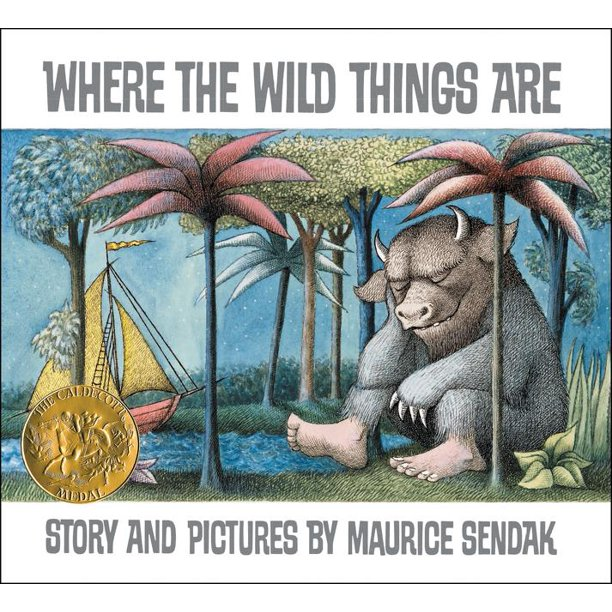 WHERE THE WILD THINGS ARE
THE CALDECOTT
MEDAL
STORY AND PICTURES BY MAURICE SENDAK